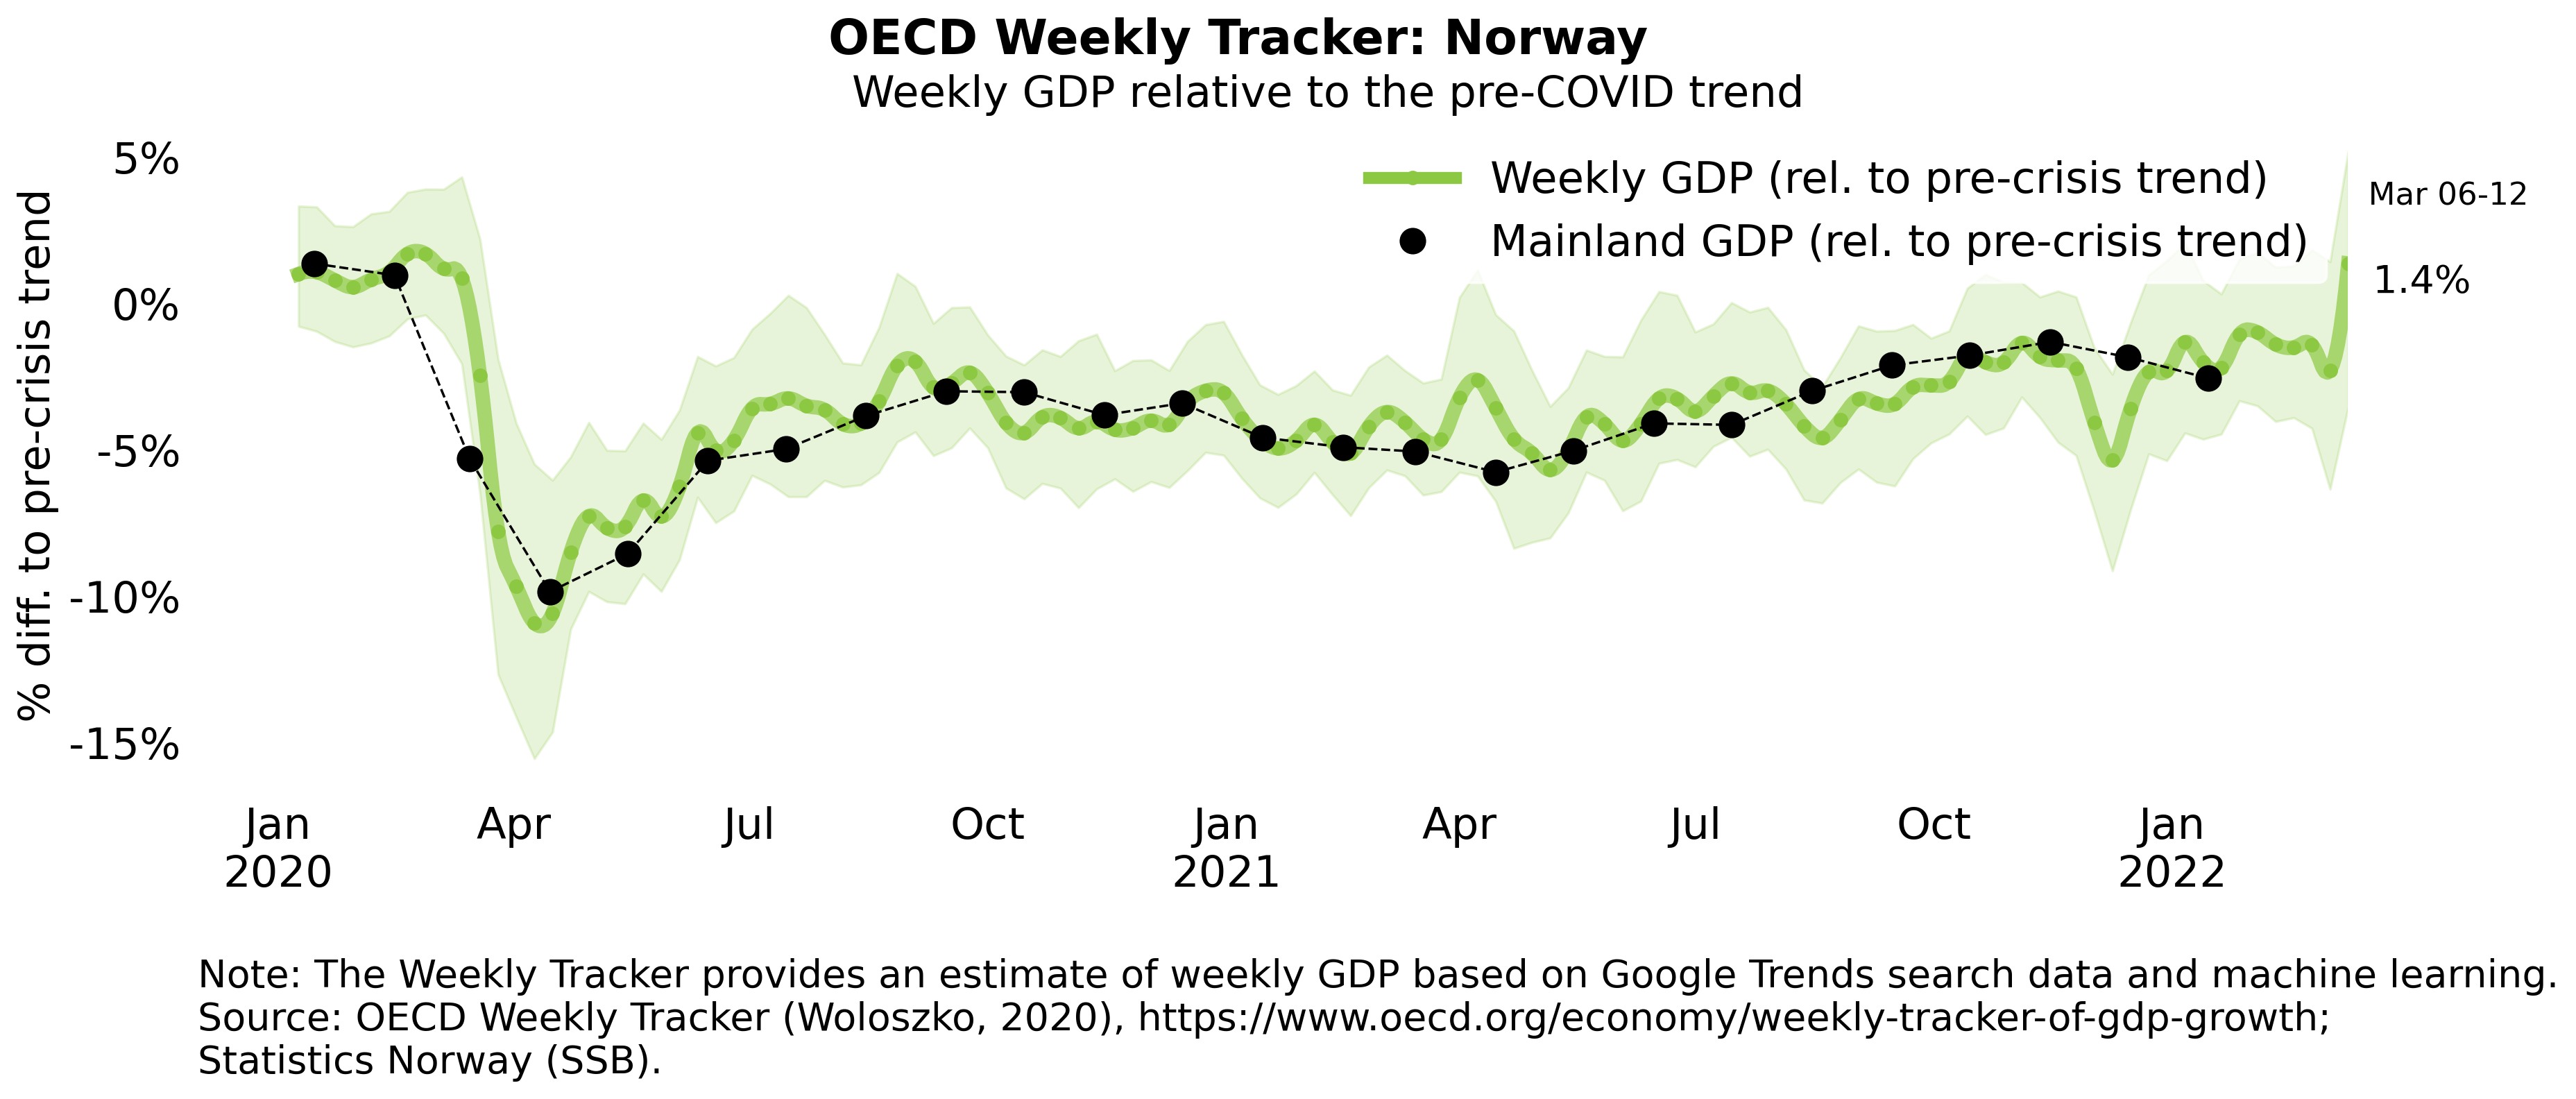 OECD Weekly Tracker: Norway
Weekly GDP relative to the pre-COVID trend
% diff. to pre-crisis trend
5%
0%
-5%
-10%
-15%
Weekly GDP (rel. to pre-crisis trend)
Mainland GDP (rel. to pre-crisis trend)
Mar 06-12
1.4%
Jan Apr Jul Oct Jan Apr Jul Oct Jan
2020 2021 2022
Note: The Weekly Tracker provides an estimate of weekly GDP based on Google Trends search data and machine learning.
Source: OECD Weekly Tracker (Woloszko, 2020), https://www.oecd.org/economy/weekly-tracker-of-gdp-growth;
Statistics Norway (SSB).